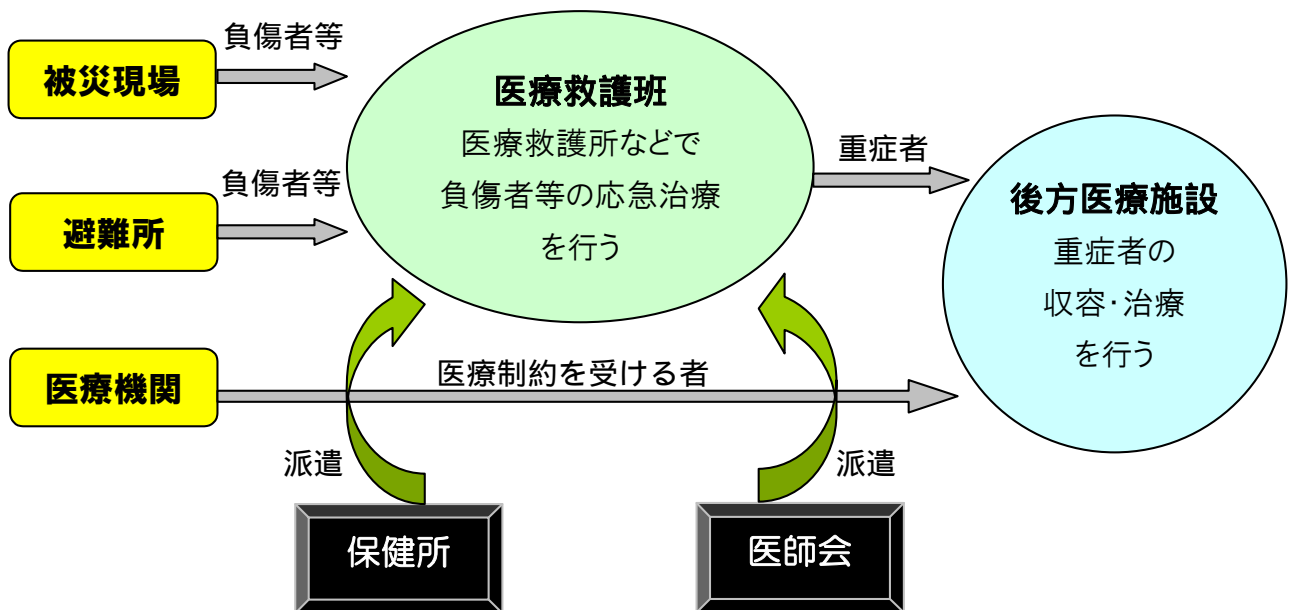 負傷者等
被災現場
医療救護班
医療救護所などで
負傷者等の応急治療
を行う
負傷者等
避難所
重症者
後方医療施設
重症者の
収容・治療
を行う
医療機関
医療制約を受ける者
派遣
派遣
保健所
医師会